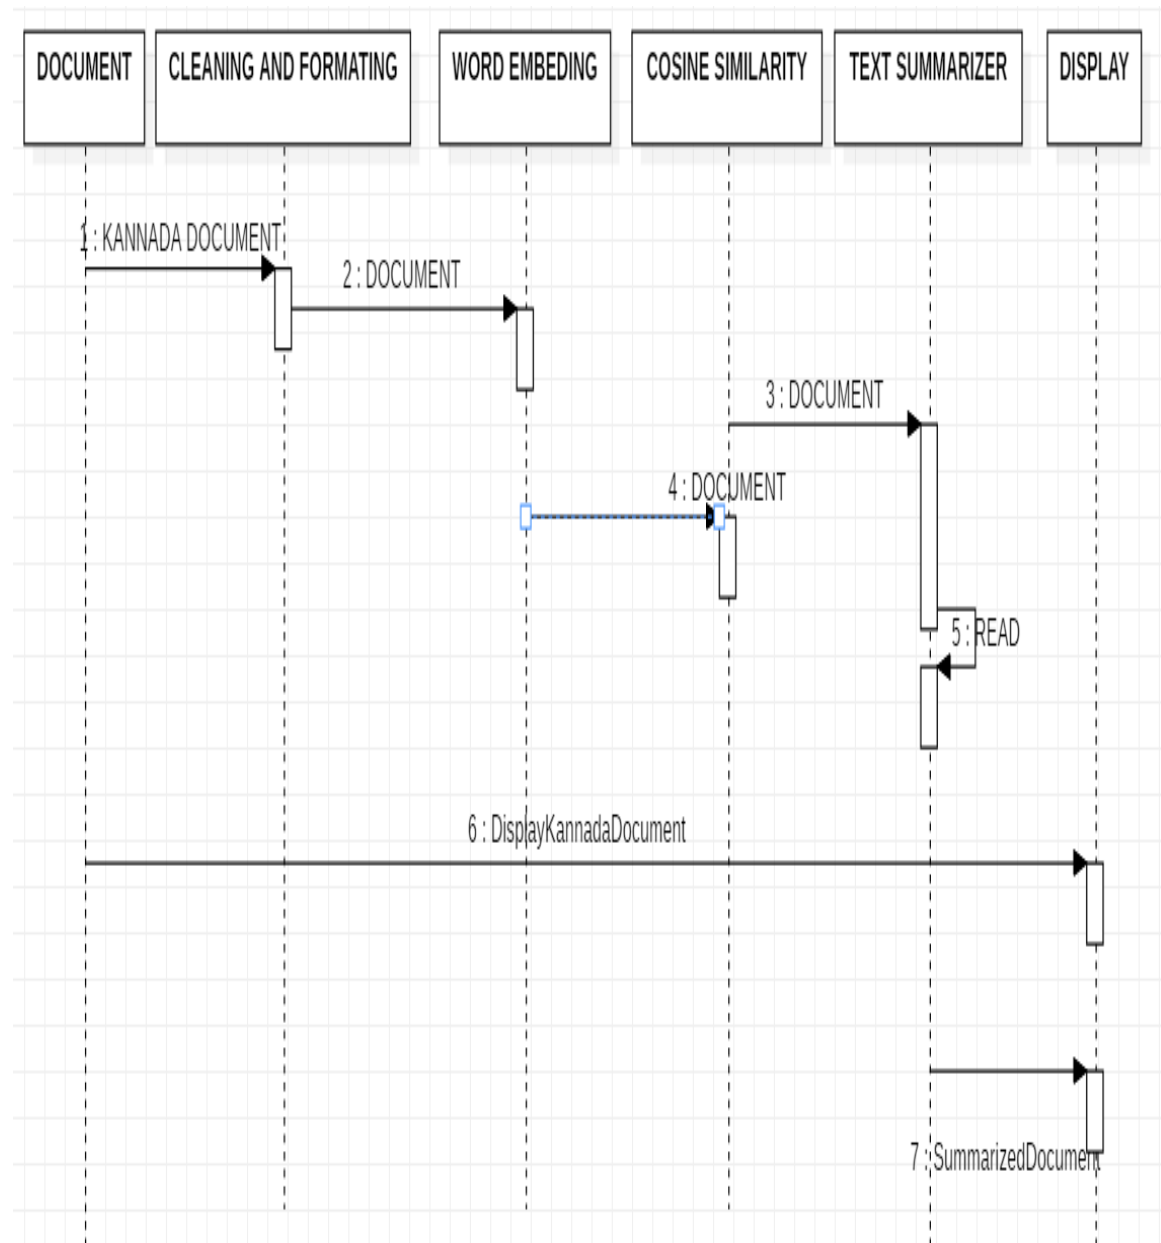 DOCUMENT
CLEANING AND FORMATING
WORD EMBEDING
COSINE SIMILARITY
TEXT SUMMARIZER
DISPLAY
1 : KANNADA DOCUMENT
2 : DOCUMENT
3 : DOCUMENT
4 : DOCUMENT
5 : READ
6 : DisplayKannadaDocument
7 : SummarizedDocument